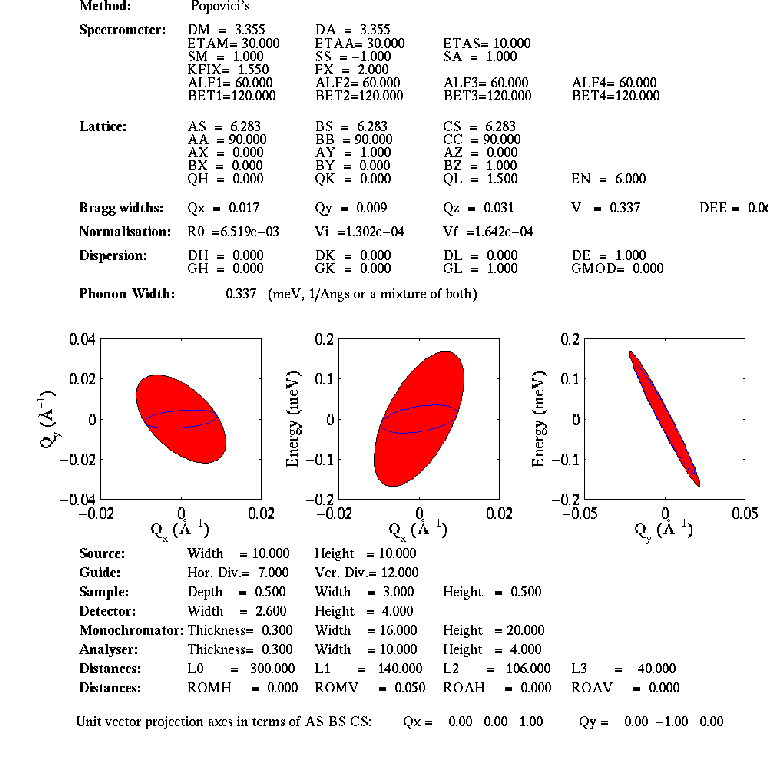 Method: Popovici's
Spectrometer: DM = 3.355 DA = 3.355
ETAM= 30.000 ETAA= 30.000 ETAS= 10.000
SM = 1.000 SS = −1.000 SA = 1.000
KFIX= 1.550 FX = 2.000
ALF1= 60.000 ALF2= 60.000 ALF3= 60.000 ALF4= 60.000
BET1=120.000 BET2=120.000 BET3=120.000 BET4=120.000
Lattice: AS = 6.283 BS = 6.283 CS = 6.283
AA = 90.000 BB = 90.000 CC = 90.000
AX = 0.000 AY = 1.000 AZ = 0.000
BX = 0.000 BY = 0.000 BZ = 1.000
QH = 0.000 QK = 0.000 QL = 1.500 EN = 6.000
Bragg widths: Qx = 0.017 Qy = 0.009 Qz = 0.031 V = 0.337 DEE = 0.0
Normalisation: R0 =6.519e−03 Vi =1.302e−04 Vf =1.642e−04
Dispersion: DH = 0.000 DK = 0.000 DL = 0.000 DE = 1.000
GH = 0.000 GK = 0.000 GL = 1.000 GMOD= 0.000
Phonon Width: 0.337 (meV, 1/Angs or a mixture of both)
0.04 0.2 0.2
0.02 0.1 0.1
0 0 0
−0.02 −0.1 −0.1
−0.04 −0.2 −0.2
Qy (Å−1) Energy (meV) Energy (meV)
−0.02 0 0.02 −0.02 0 0.02 −0.05 0 0.05
Qx (Å−1) Qx (Å−1) Qy (Å−1)
Source: Width = 10.000 Height = 10.000
Guide: Hor. Div.= 7.000 Ver. Div.= 12.000
Sample: Depth = 0.500 Width = 3.000 Height = 0.500
Detector: Width = 2.600 Height = 4.000
Monochromator: Thickness= 0.300 Width = 16.000 Height = 20.000
Analyser: Thickness= 0.300 Width = 10.000 Height = 4.000
Distances: L0 = 300.000 L1 = 140.000 L2 = 106.000 L3 = 40.000
Distances: ROMH = 0.000 ROMV = 0.050 ROAH = 0.000 ROAV = 0.000
Unit vector projection axes in terms of AS BS CS: Qx = 0.00 0.00 1.00 Qy = 0.00 −1.00 0.00